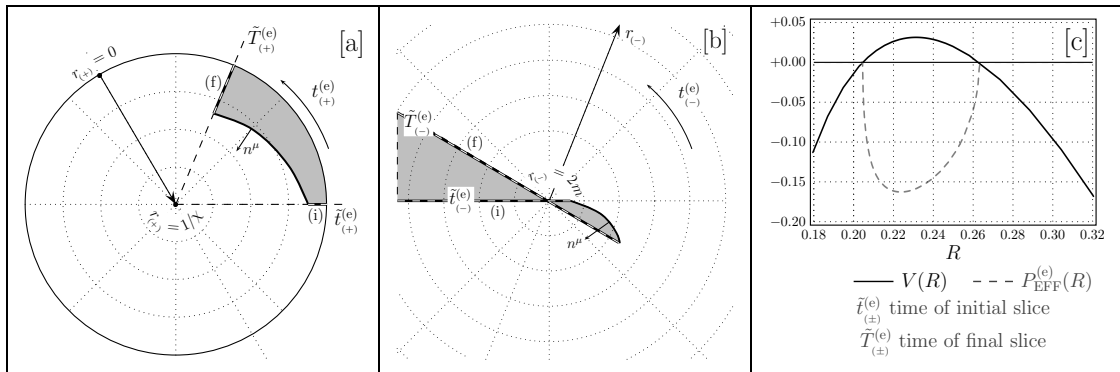 [a]
T̃₍₊₎⁽ᵉ⁾
r₍₊₎ = 0
(f)
t₍₊₎⁽ᵉ⁾
n^μ
r₍₊₎ = 1/χ
(i)
t̃₍₊₎⁽ᵉ⁾
[b]
r₍₋₎
t₍₋₎⁽ᵉ⁾
T̃₍₋₎⁽ᵉ⁾
(f)
r₍₋₎ = 2m
t̃₍₋₎⁽ᵉ⁾
(i)
n^μ
[c]
+0.05
+0.00
−0.05
−0.10
−0.15
−0.20
0.18 0.20 0.22 0.24 0.26 0.28 0.30 0.32
R
V(R) P_EFF^(e)(R)
t̃₍±₎⁽ᵉ⁾ time of initial slice
T̃₍±₎⁽ᵉ⁾ time of final slice